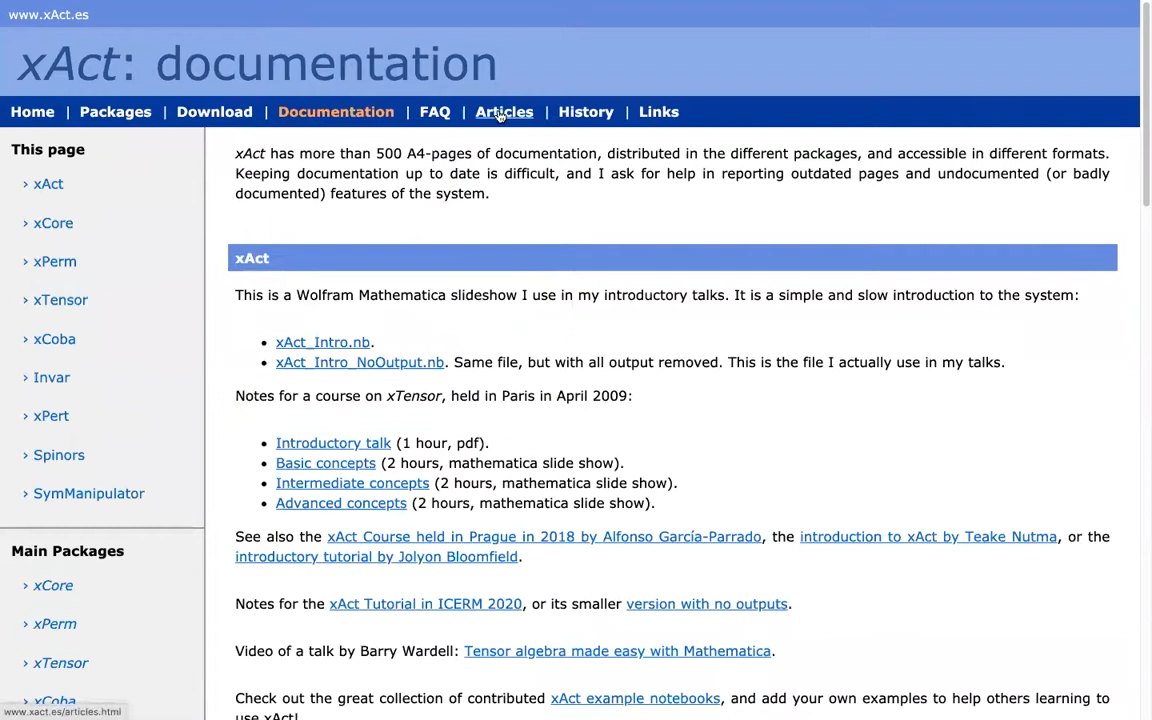 www.xAct.es
xAct: documentation
Home | Packages | Download | Documentation | FAQ | Articles | History | Links
This page
› xAct
› xCore
› xPerm
› xTensor
› xCoba
› Invar
› xPert
› Spinors
› SymManipulator
Main Packages
› xCore
› xPerm
› xTensor
› xCoba
xAct has more than 500 A4-pages of documentation, distributed in the different packages, and accessible in different formats.
Keeping documentation up to date is difficult, and I ask for help in reporting outdated pages and undocumented (or badly
documented) features of the system.
xAct
This is a Wolfram Mathematica slideshow I use in my introductory talks. It is a simple and slow introduction to the system:
• xAct_Intro.nb.
• xAct_Intro_NoOutput.nb. Same file, but with all output removed. This is the file I actually use in my talks.
Notes for a course on xTensor, held in Paris in April 2009:
• Introductory talk (1 hour, pdf).
• Basic concepts (2 hours, mathematica slide show).
• Intermediate concepts (2 hours, mathematica slide show).
• Advanced concepts (2 hours, mathematica slide show).
See also the xAct Course held in Prague in 2018 by Alfonso García-Parrado, the introduction to xAct by Teake Nutma, or the
introductory tutorial by Jolyon Bloomfield.
Notes for the xAct Tutorial in ICERM 2020, or its smaller version with no outputs.
Video of a talk by Barry Wardell: Tensor algebra made easy with Mathematica.
Check out the great collection of contributed xAct example notebooks, and add your own examples to help others learning to
use xAct!
www.xact.es/articles.html